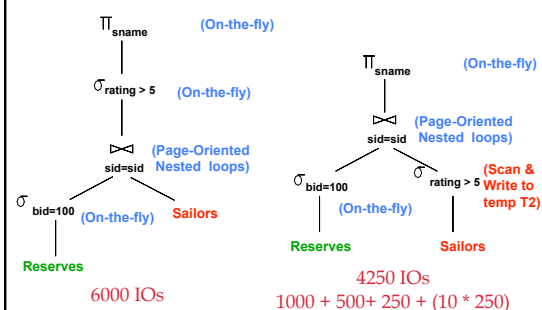 Π sname (On-the-fly)
σ rating > 5 (On-the-fly)
⋈ sid=sid (Page-Oriented
Nested loops)
σ bid=100 (On-the-fly)
Sailors
Reserves
6000 IOs
Π sname (On-the-fly)
⋈ sid=sid (Page-Oriented
Nested loops)
σ bid=100 (On-the-fly)
σ rating > 5 (Scan &
Write to
temp T2)
Reserves
Sailors
4250 IOs
1000 + 500+ 250 + (10 * 250)